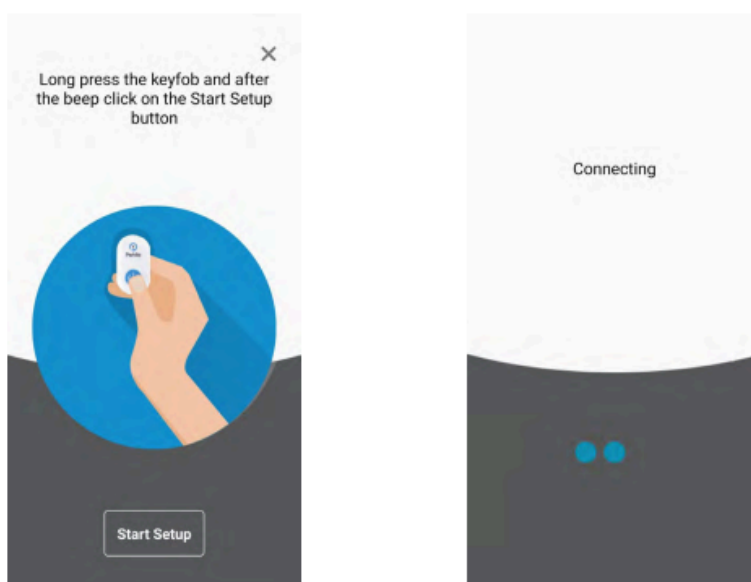 Long press the keyfob and after
the beep click on the Start Setup
button
Start Setup
Connecting